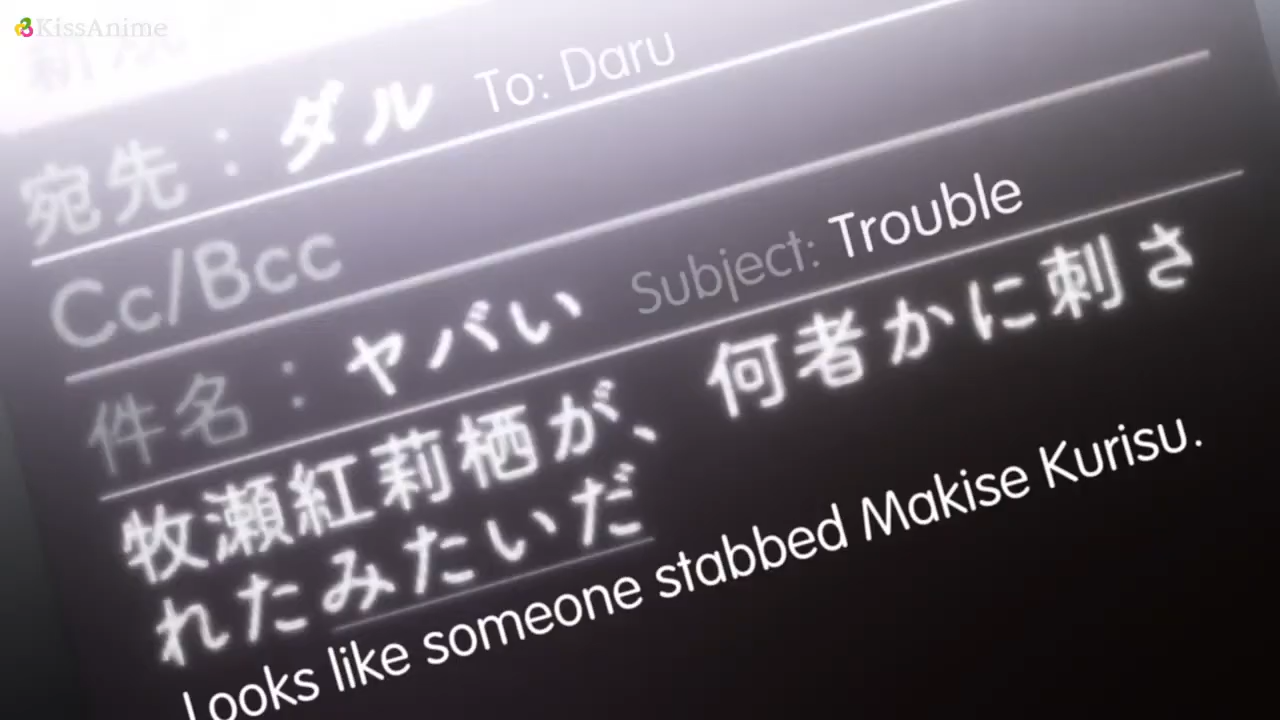 KissAnime
宛先： ダル To: Daru
Cc/Bcc
件名： ヤバい Subject: Trouble
牧瀬紅莉栖が、何者かに刺さ
れたみたいだ
Looks like someone stabbed Makise Kurisu.